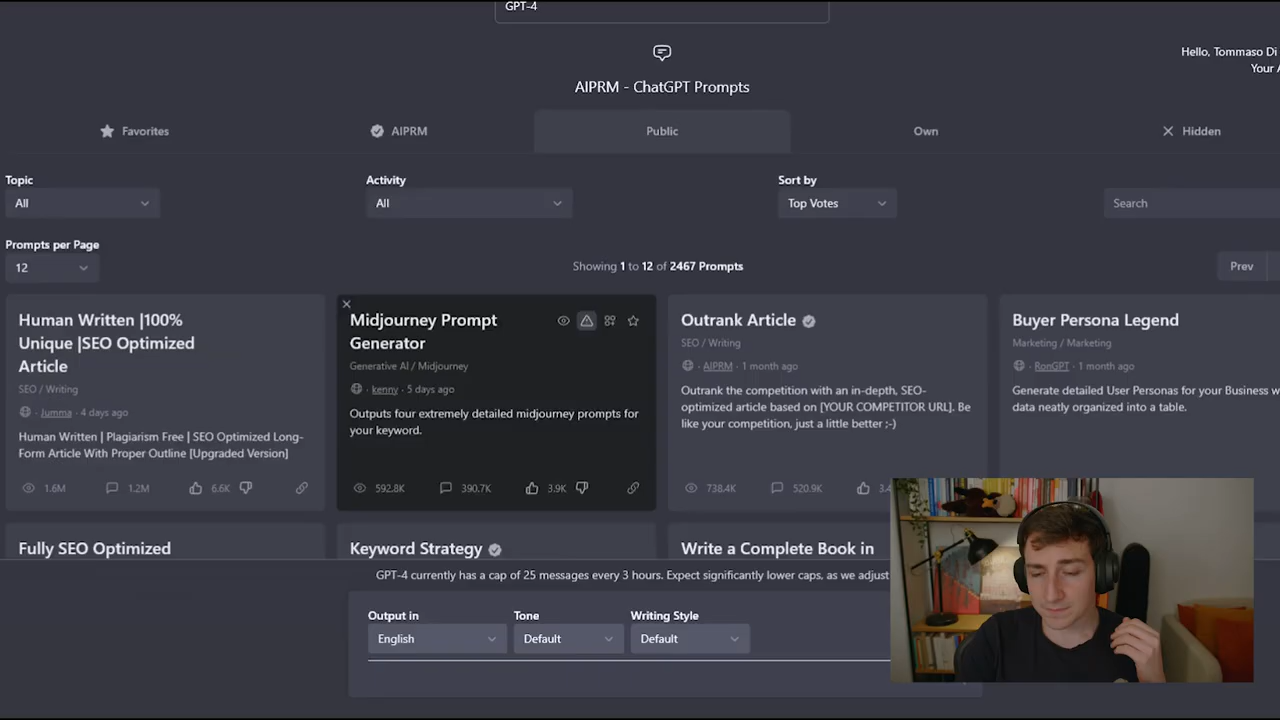 GPT-4
Hello, Tommaso Di
Your
AIPRM - ChatGPT Prompts
Favorites
AIPRM
Public
Own
Hidden
Topic
All
Activity
All
Sort by
Top Votes
Search
Prompts per Page
12
Showing 1 to 12 of 2467 Prompts
Prev
Human Written |100%
Unique |SEO Optimized
Article
SEO / Writing
Jumma · 4 days ago
Human Written | Plagiarism Free | SEO Optimized Long-
Form Article With Proper Outline [Upgraded Version]
1.6M
1.2M
6.6K
Midjourney Prompt
Generator
Generative AI / Midjourney
kenny · 5 days ago
Outputs four extremely detailed midjourney prompts for
your keyword.
592.8K
390.7K
3.9K
Outrank Article
SEO / Writing
AIPRM · 1 month ago
Outrank the competition with an in-depth, SEO-
optimized article based on [YOUR COMPETITOR URL]. Be
like your competition, just a little better ;-)
738.4K
520.9K
Buyer Persona Legend
Marketing / Marketing
RonGPT · 1 month ago
Generate detailed User Personas for your Business
data neatly organized into a table.
Fully SEO Optimized
Keyword Strategy
Write a Complete Book in
GPT-4 currently has a cap of 25 messages every 3 hours. Expect significantly lower caps, as we adjust
Output in
English
Tone
Default
Writing Style
Default